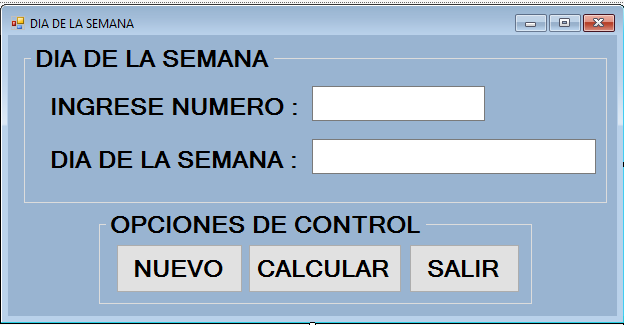 DIA DE LA SEMANA
DIA DE LA SEMANA
INGRESE NUMERO :
DIA DE LA SEMANA :
OPCIONES DE CONTROL
NUEVO CALCULAR SALIR